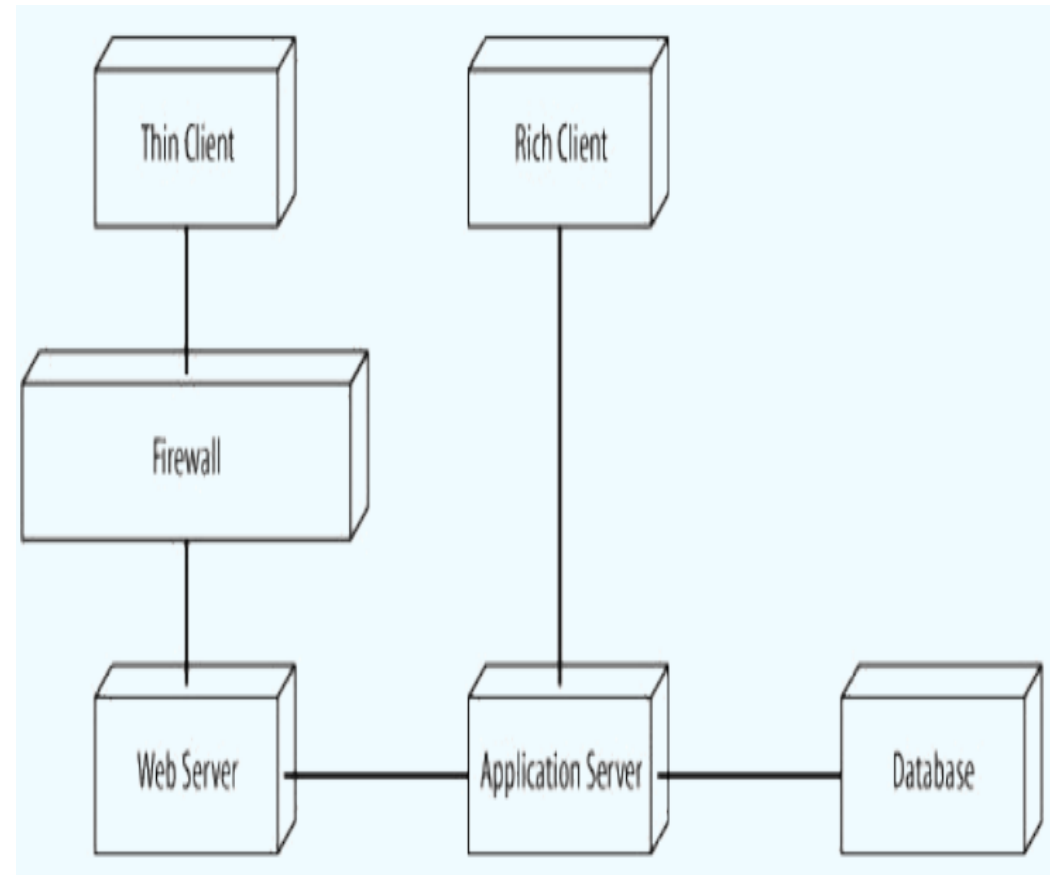 Thin Client
Rich Client
Firewall
Web Server
Application Server
Database